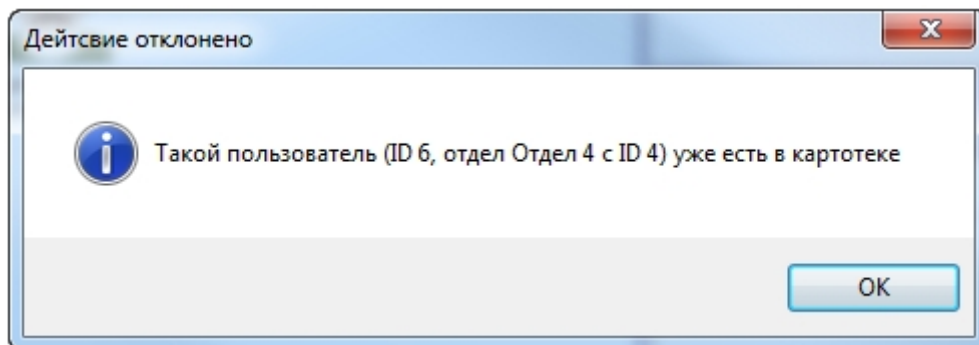 Дейтсвие отклонено
Такой пользователь (ID 6, отдел Отдел 4 с ID 4) уже есть в картотеке
OK